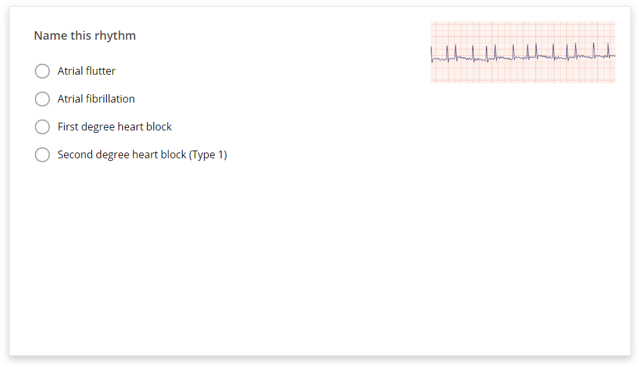 Name this rhythm
Atrial flutter
Atrial fibrillation
First degree heart block
Second degree heart block (Type 1)